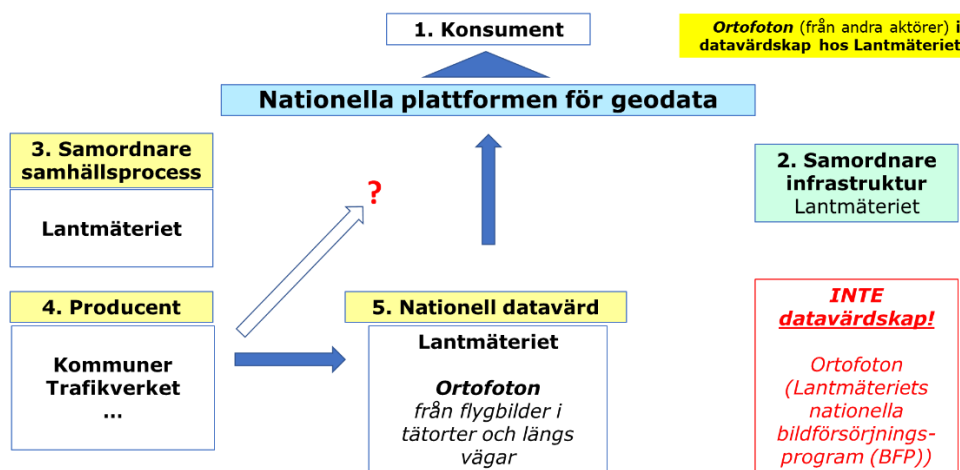 1. Konsument
Ortofoton (från andra aktörer) i
datavärdskap hos Lantmäteriet
Nationella plattformen för geodata
3. Samordnare
samhällsprocess
Lantmäteriet
?
2. Samordnare
infrastruktur
Lantmäteriet
4. Producent
Kommuner
Trafikverket
...
5. Nationell datavärd
Lantmäteriet
Ortofoton
från flygbilder i
tätorter och längs
vägar
INTE
datavärdskap!
Ortofoton
(Lantmäteriets
nationella
bildförsörjnings-
program (BFP))